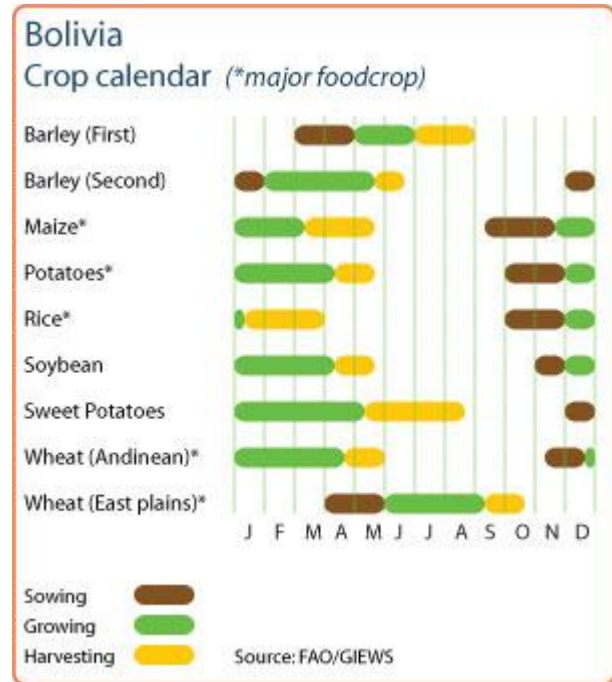 Bolivia
Crop calendar (*major foodcrop)
Barley (First)
Barley (Second)
Maize*
Potatoes*
Rice*
Soybean
Sweet Potatoes
Wheat (Andinean)*
Wheat (East plains)*
J F M A M J J A S O N D
Sowing
Growing
Harvesting Source: FAO/GIEWS